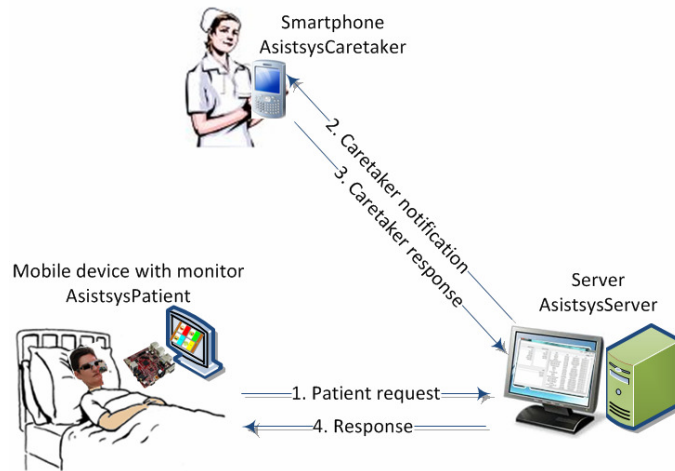 Smartphone
AsistsysCaretaker
2. Caretaker notification
3. Caretaker response
Mobile device with monitor
AsistsysPatient
Server
AsistsysServer
1. Patient request
4. Response